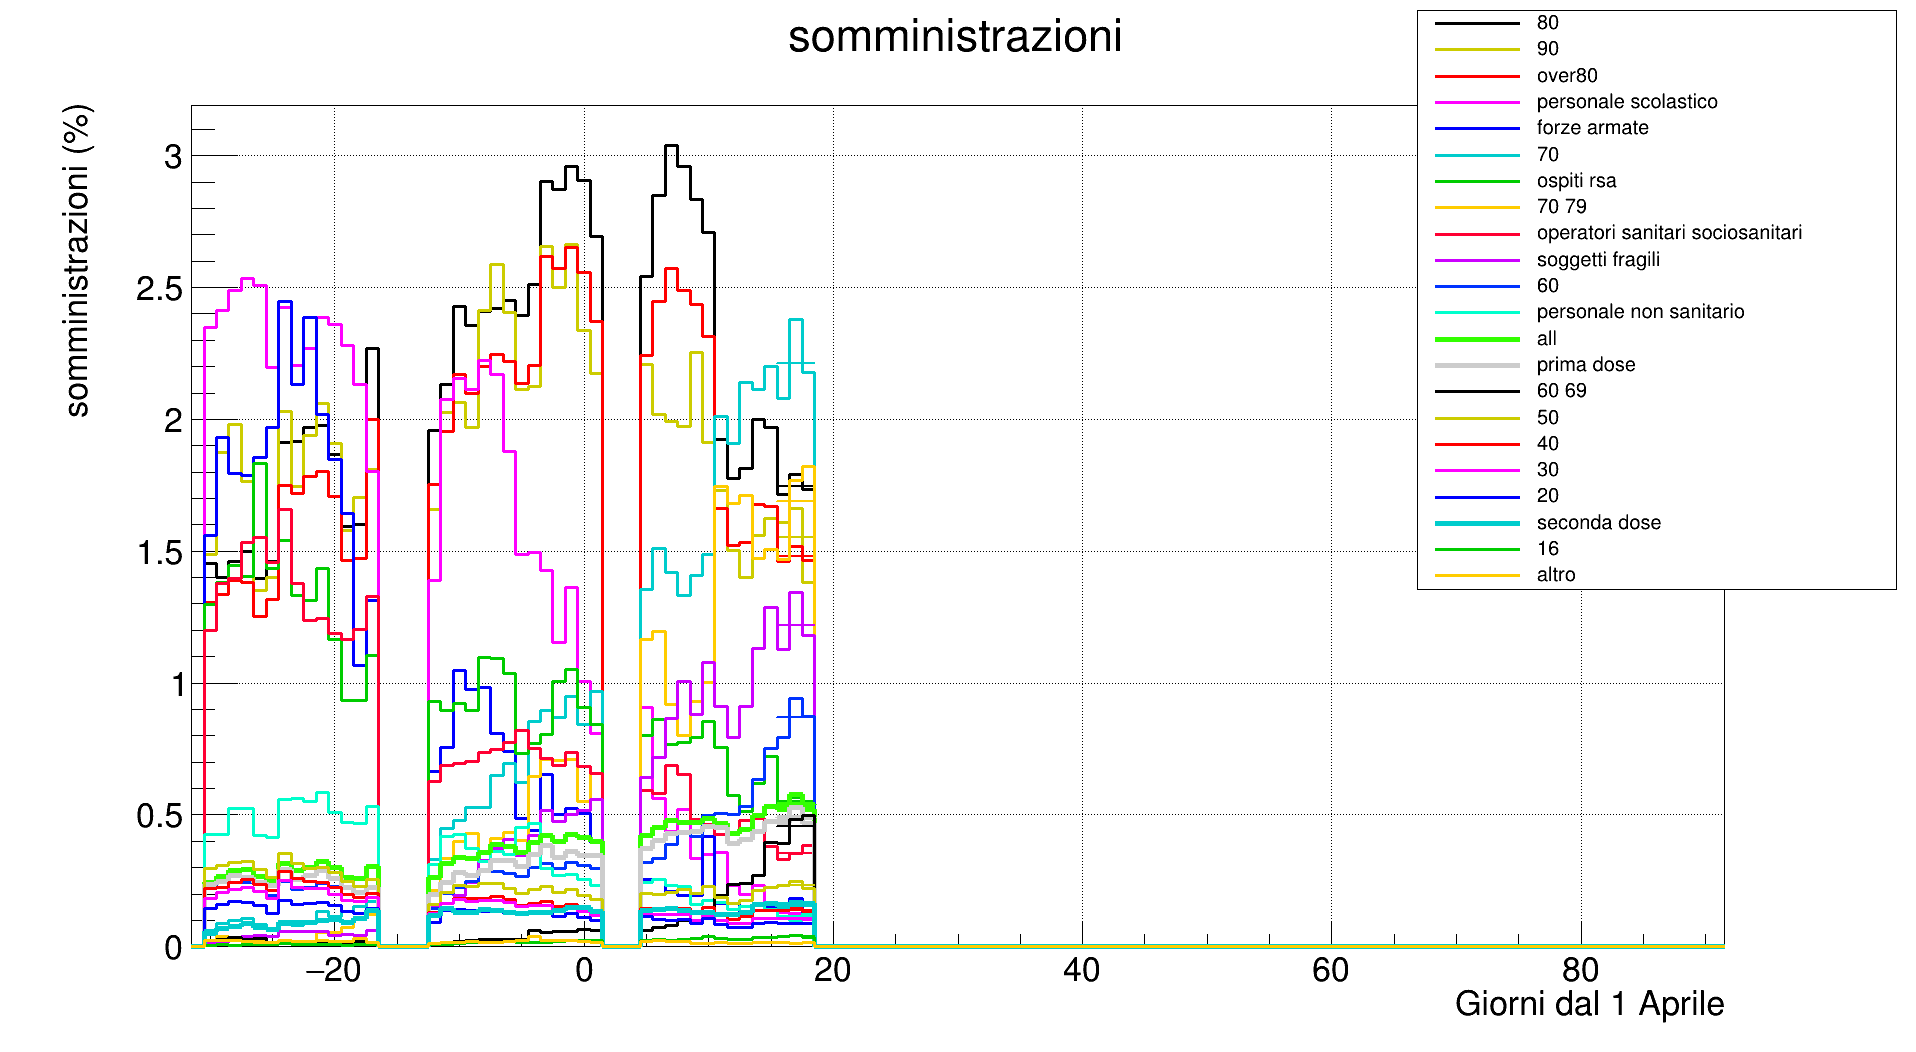 somministrazioni
somministrazioni (%)
3
2.5
2
1.5
1
0.5
0
−20
0
20
40
60
80
Giorni dal 1 Aprile
80
90
over80
personale scolastico
forze armate
70
ospiti rsa
70 79
operatori sanitari sociosanitari
soggetti fragili
60
personale non sanitario
all
prima dose
60 69
50
40
30
20
seconda dose
16
altro